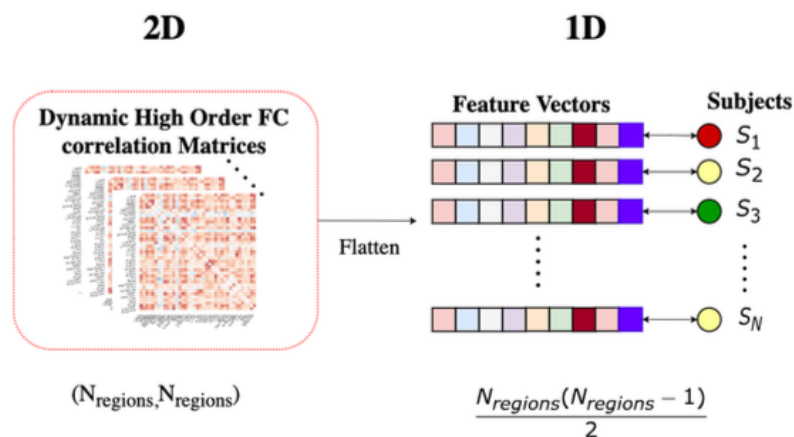 2D
1D
Dynamic High Order FC
correlation Matrices
Feature Vectors
Subjects
S1
S2
S3
SN
Flatten
(Nregions,Nregions)
Nregions(Nregions − 1)
2